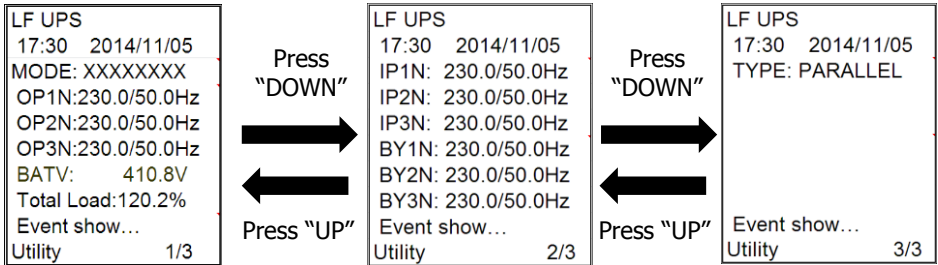 LF UPS
17:30 2014/11/05
MODE: XXXXXXXX
OP1N:230.0/50.0Hz
OP2N:230.0/50.0Hz
OP3N:230.0/50.0Hz
BATV: 410.8V
Total Load:120.2%
Event show…
Utility 1/3
Press
“DOWN”
Press “UP”
LF UPS
17:30 2014/11/05
IP1N: 230.0/50.0Hz
IP2N: 230.0/50.0Hz
IP3N: 230.0/50.0Hz
BY1N: 230.0/50.0Hz
BY2N: 230.0/50.0Hz
BY3N: 230.0/50.0Hz
Event show…
Utility 2/3
Press
“DOWN”
Press “UP”
LF UPS
17:30 2014/11/05
TYPE: PARALLEL
Event show…
Utility 3/3